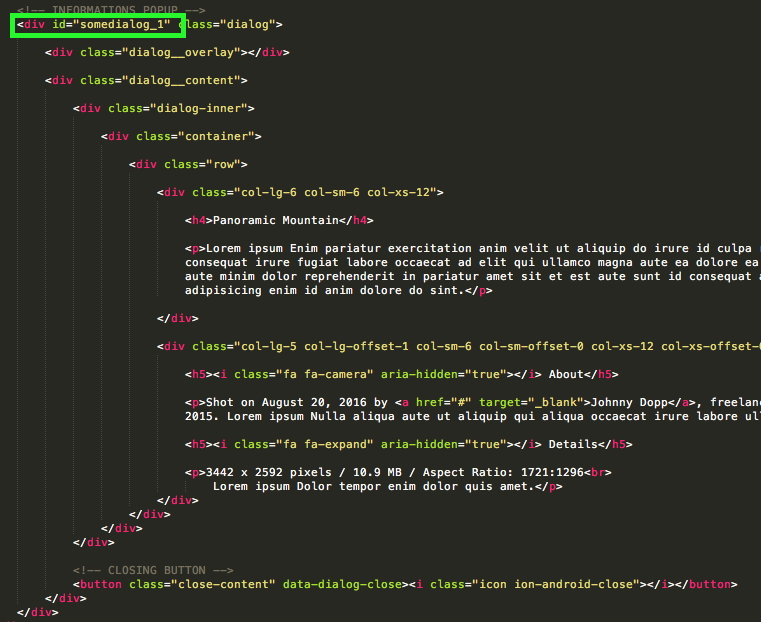 <!-- INFORMATIONS POPUP -->
<div id="somedialog_1" class="dialog">
<div class="dialog__overlay"></div>
<div class="dialog__content">
<div class="dialog-inner">
<div class="container">
<div class="row">
<div class="col-lg-6 col-sm-6 col-xs-12">
<h4>Panoramic Mountain</h4>
<p>Lorem ipsum Enim pariatur exercitation anim velit ut aliquip do irure id culpa
consequat irure fugiat labore occaecat ad elit qui ullamco magna aute ea dolore ea
aute minim dolor reprehenderit in pariatur amet sit et est aute sunt id consequat
adipisicing enim id anim dolore do sint.</p>
</div>
<div class="col-lg-5 col-lg-offset-1 col-sm-6 col-sm-offset-0 col-xs-12 col-xs-offset-
<h5><i class="fa fa-camera" aria-hidden="true"></i> About</h5>
<p>Shot on August 20, 2016 by <a href="#" target="_blank">Johnny Dopp</a>, freelan
2015. Lorem ipsum Nulla aliqua aute ut aliquip qui aliqua occaecat irure labore ul
<h5><i class="fa fa-expand" aria-hidden="true"></i> Details</h5>
<p>3442 x 2592 pixels / 10.9 MB / Aspect Ratio: 1721:1296<br>
Lorem ipsum Dolor tempor enim dolor quis amet.</p>
</div>
</div>
</div>
</div>
<!-- CLOSING BUTTON -->
<button class="close-content" data-dialog-close><i class="icon ion-android-close"></i></button>
</div>
</div>